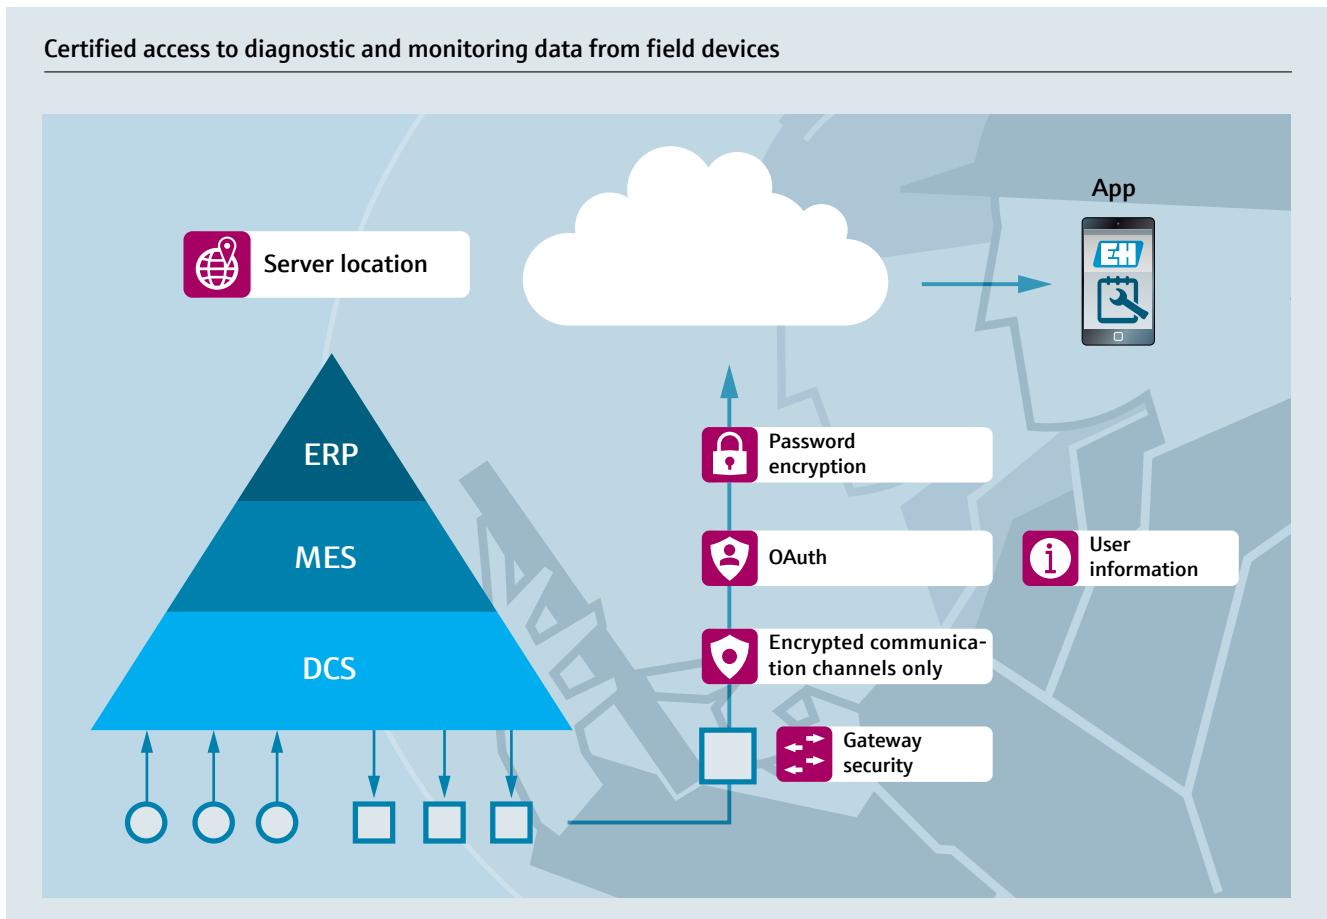 Certified access to diagnostic and monitoring data from field devices
App
EH
Server location
ERP
MES
DCS
Password
encryption
OAuth
User
information
Encrypted communica-
tion channels only
Gateway
security